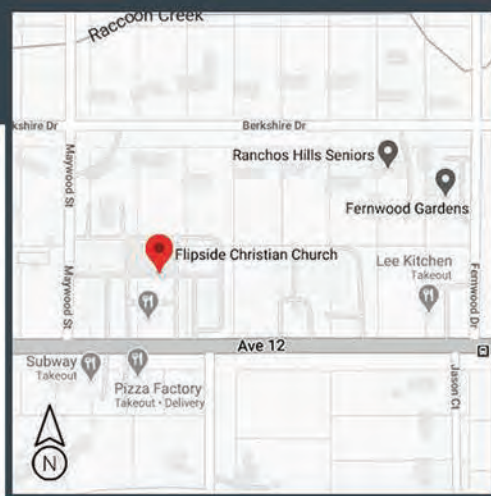 Raccoon Creek
kshire Dr
Berkshire Dr
Maywood St
Ranchos Hills Seniors
Fernwood Gardens
Flipside Christian Church
Maywood St
Lee Kitchen
Takeout
Fernwood Dr
Ave 12
Subway
Takeout
Pizza Factory
Takeout • Delivery
Jason Ct
N